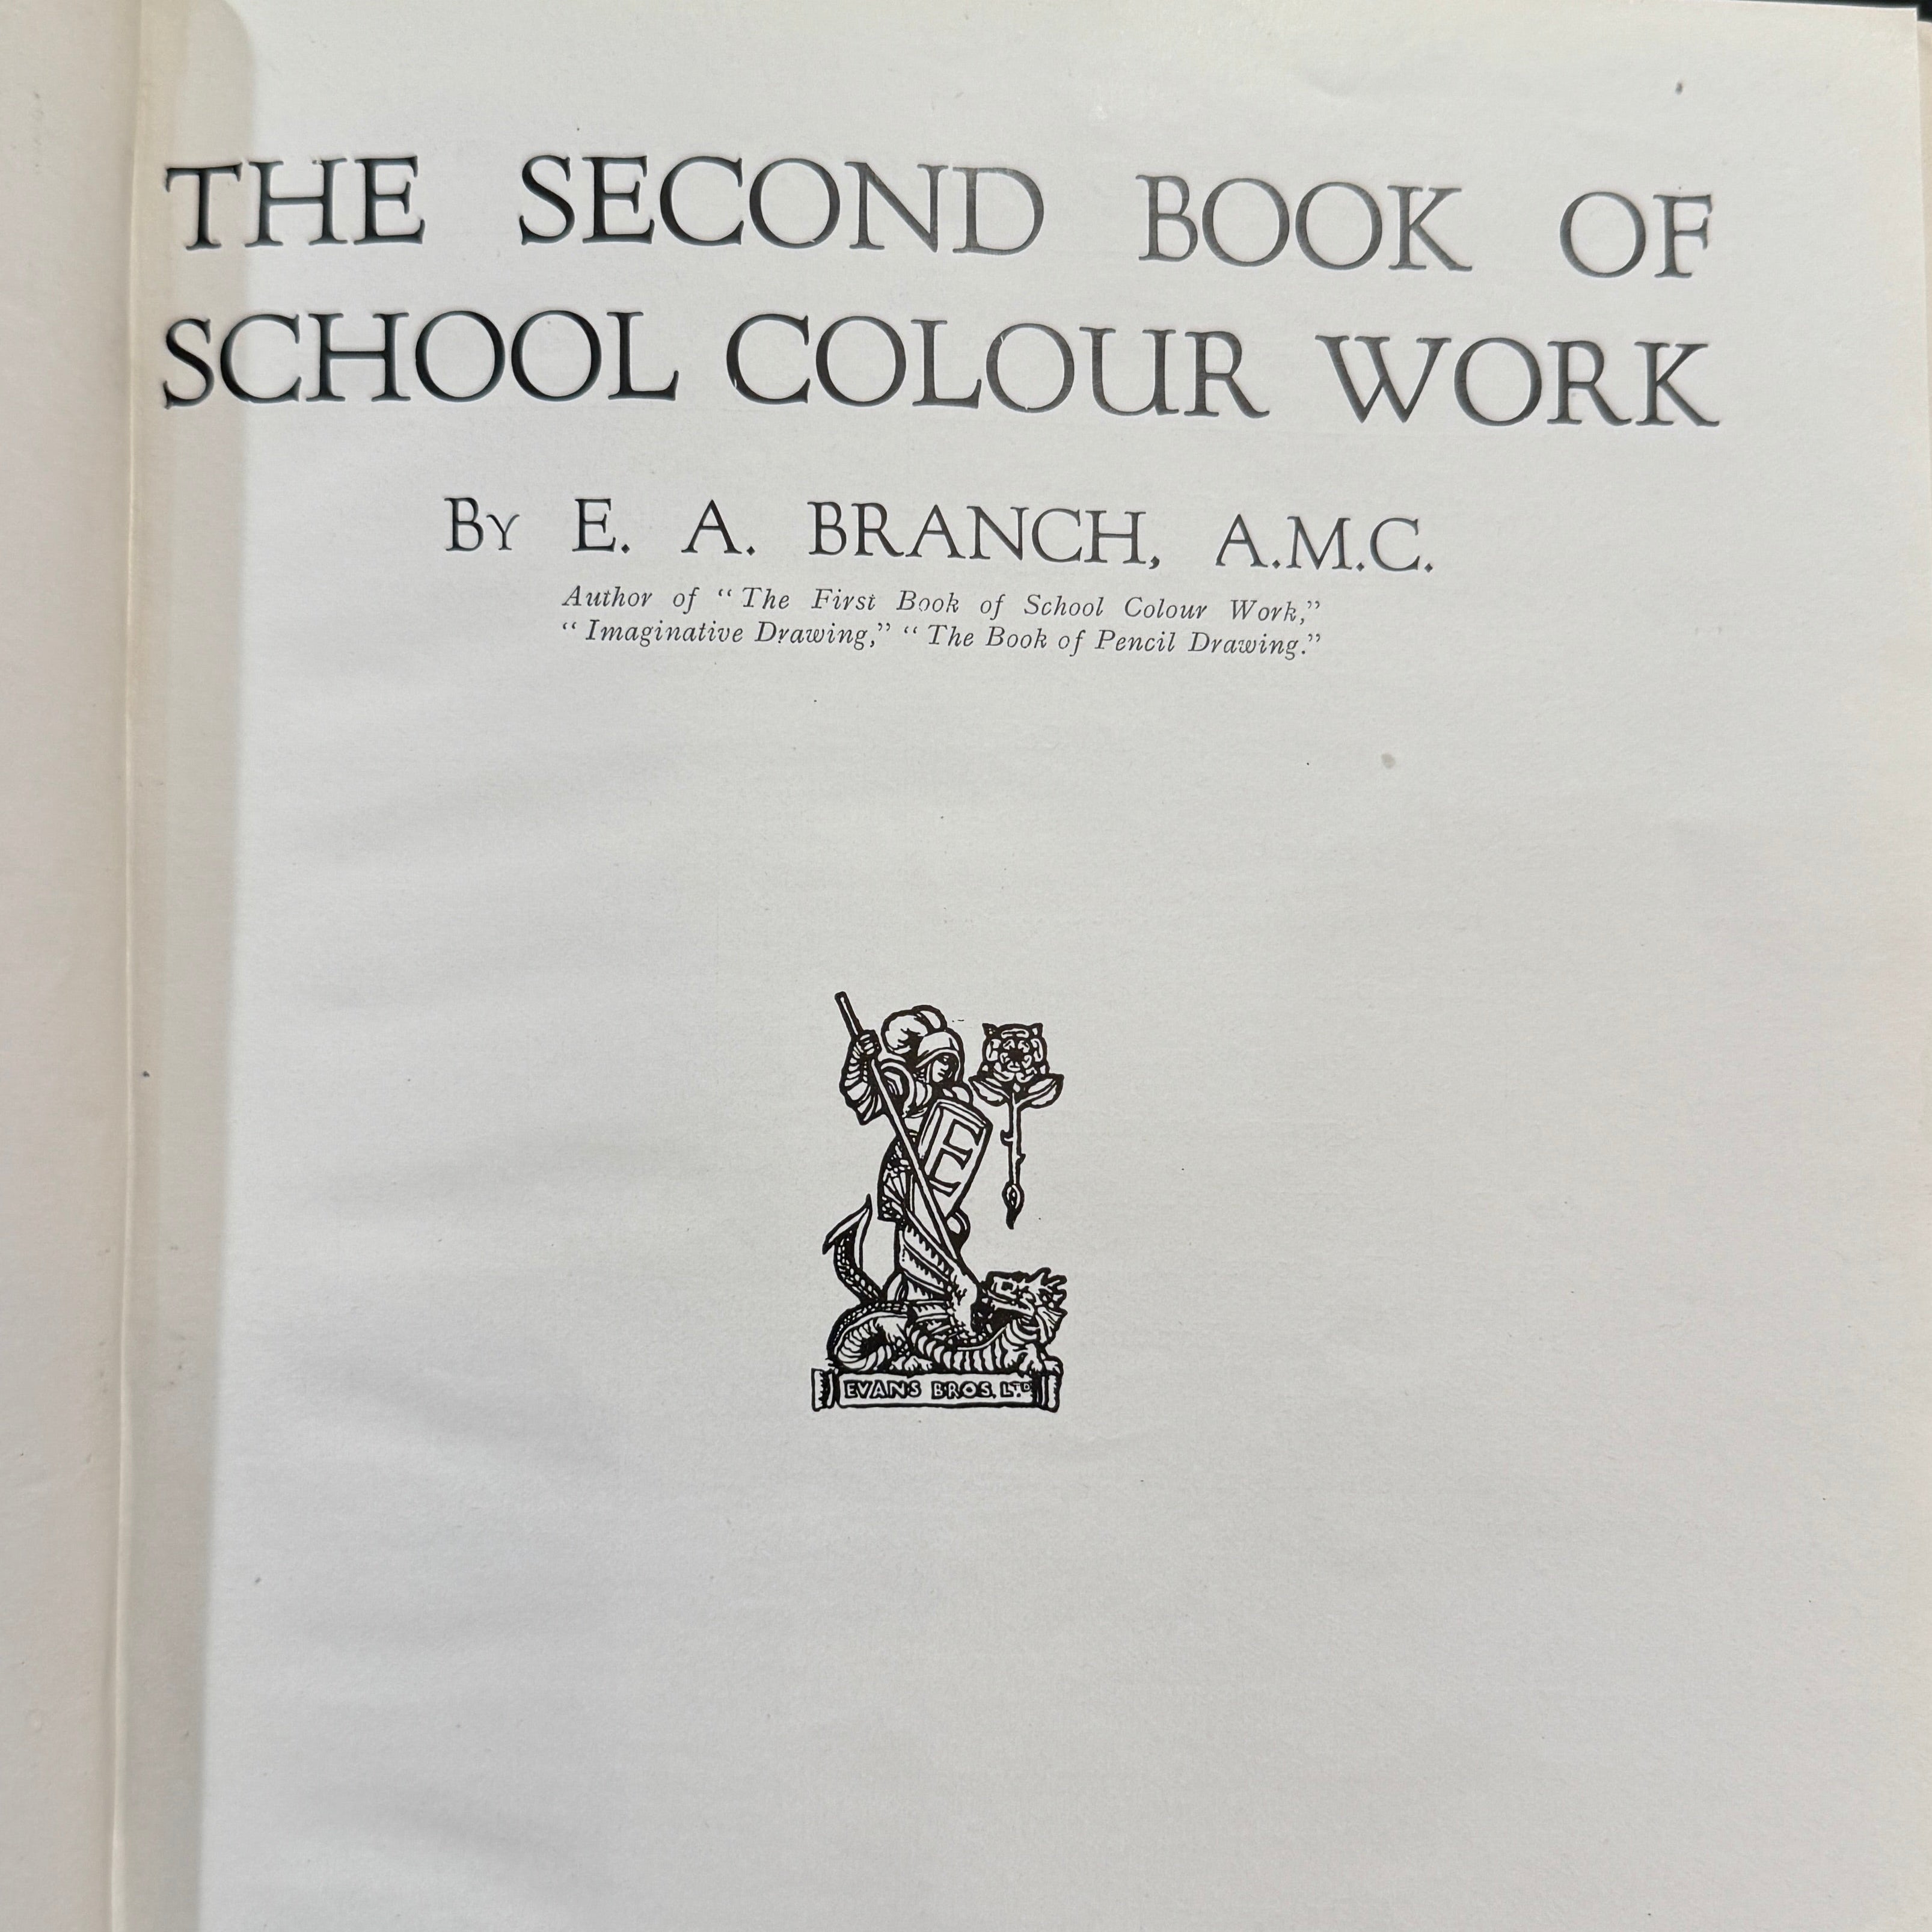 THE SECOND BOOK OF
SCHOOL COLOUR WORK
By E. A. BRANCH, A.M.C.
Author of “The First Book of School Colour Work,”
“Imaginative Drawing,” “The Book of Pencil Drawing.”
E
EVANS BROS. LTD